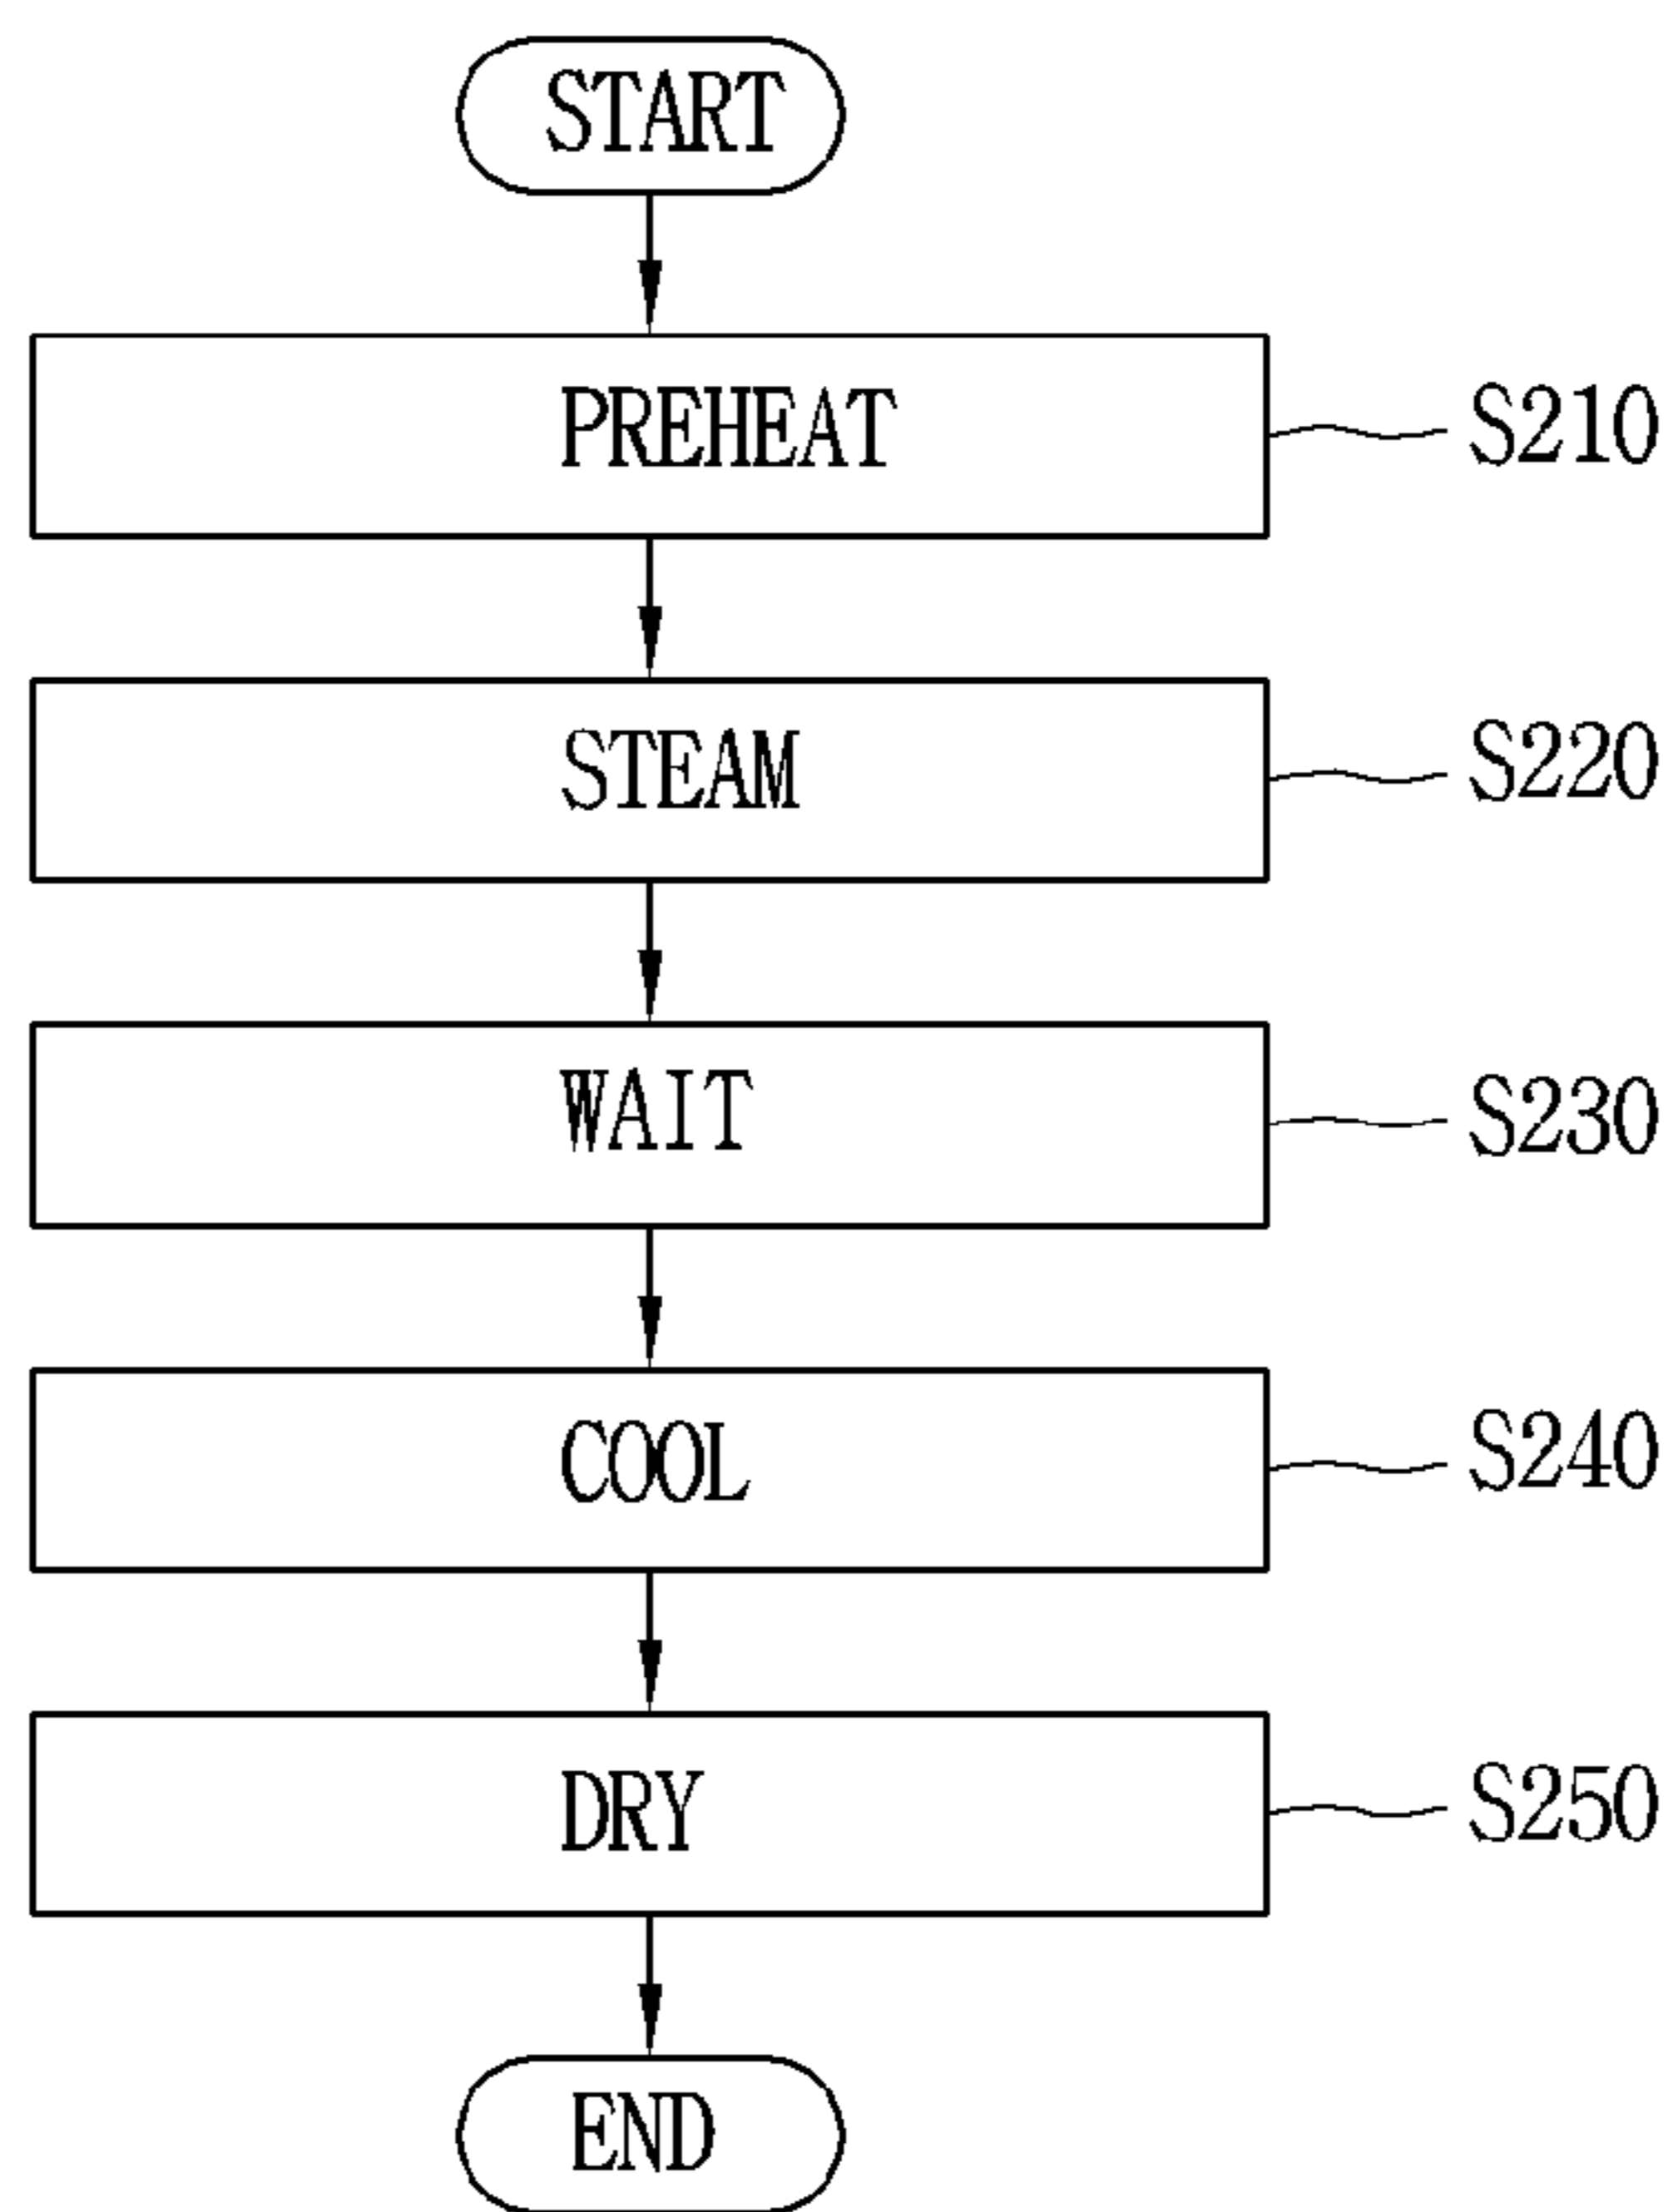 START
PREHEAT S210
STEAM S220
WAIT S230
COOL S240
DRY S250
END